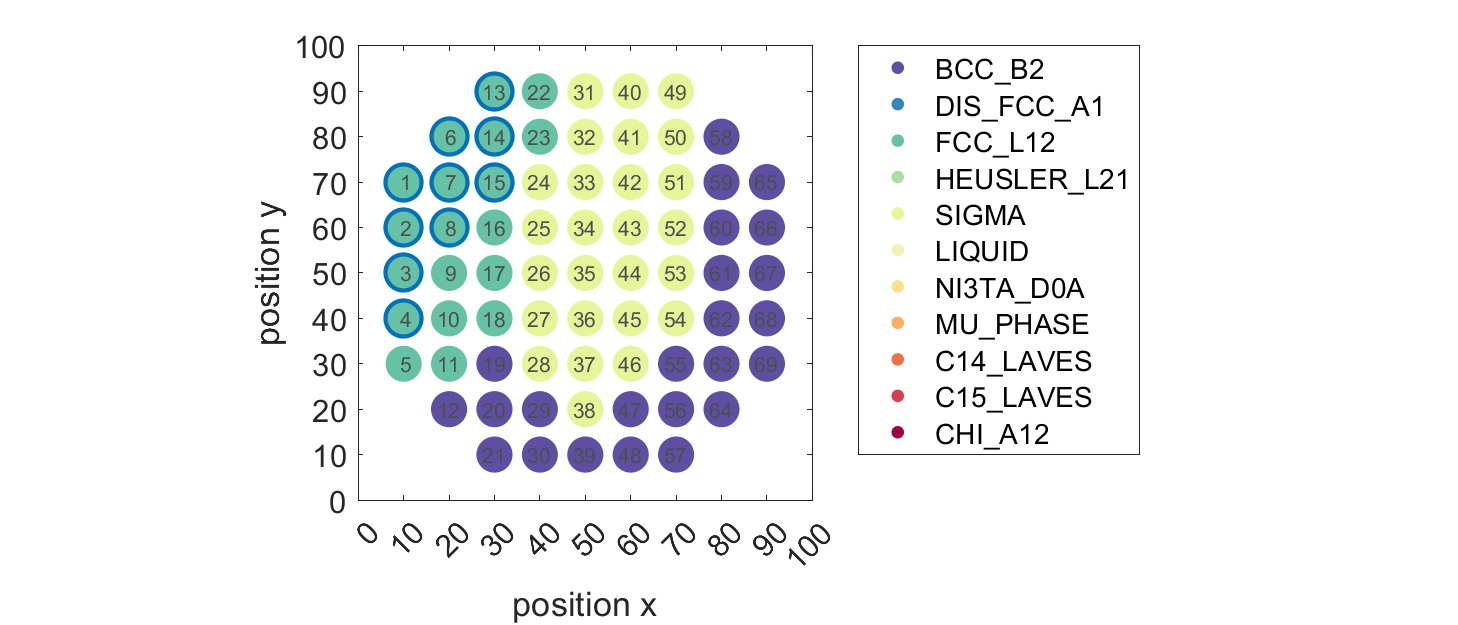 100
13 22 31 40 49
90
6 14 23 32 41 50 58
80
1 7 15 24 33 42 51 59 65
70
2 8 16 25 34 43 52 60 66
60
3 9 17 26 35 44 53 61 67
50
4 10 18 27 36 45 54 62 68
40
5 11 19 28 37 46 55 63 69
30
12 20 29 38 47 56 64
20
21 30 39 48 57
10
0
position y
0 10 20 30 40 50 60 70 80 90 100
position x
BCC_B2
DIS_FCC_A1
FCC_L12
HEUSLER_L21
SIGMA
LIQUID
NI3TA_D0A
MU_PHASE
C14_LAVES
C15_LAVES
CHI_A12